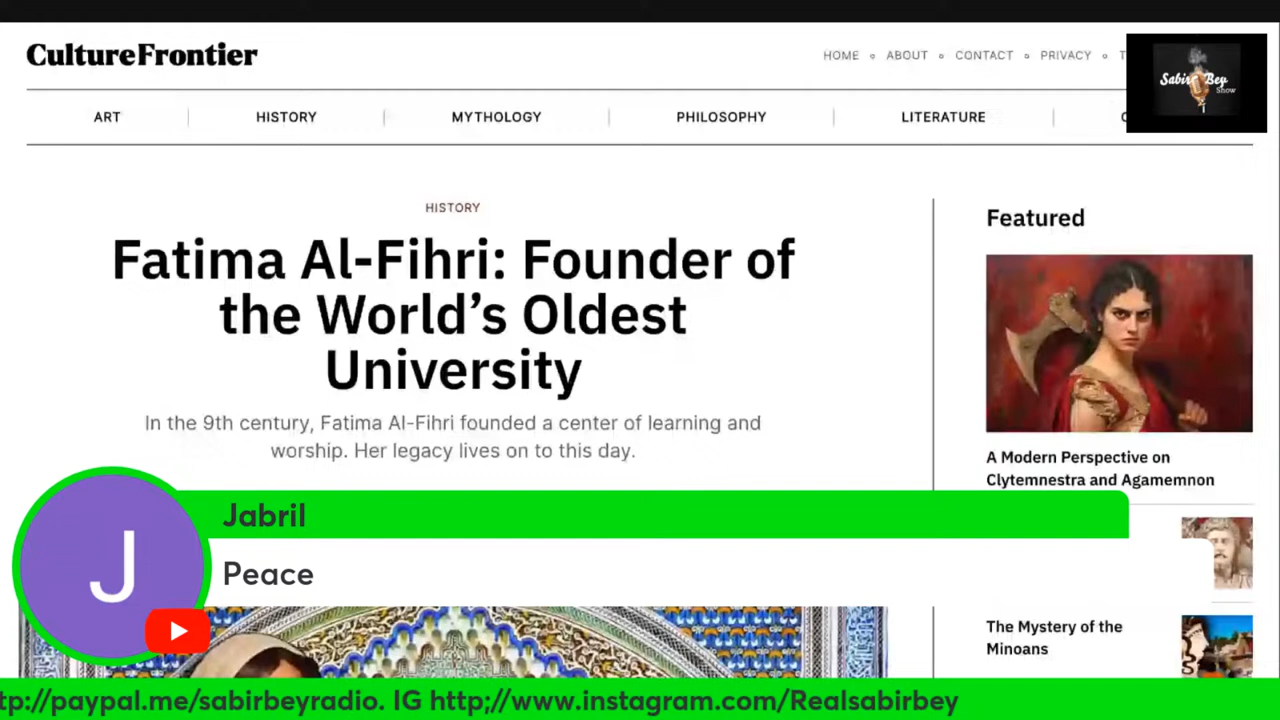 CultureFrontier
HOME ABOUT CONTACT PRIVACY
Sabir Bey
Show
ART HISTORY MYTHOLOGY PHILOSOPHY LITERATURE
HISTORY
Fatima Al-Fihri: Founder of
the World’s Oldest
University
In the 9th century, Fatima Al-Fihri founded a center of learning and
worship. Her legacy lives on to this day.
Featured
A Modern Perspective on
Clytemnestra and Agamemnon
The Mystery of the
Minoans
J
Jabril
Peace
tp://paypal.me/sabirbeyradio. IG http;//www.instagram.com/Realsabirbey